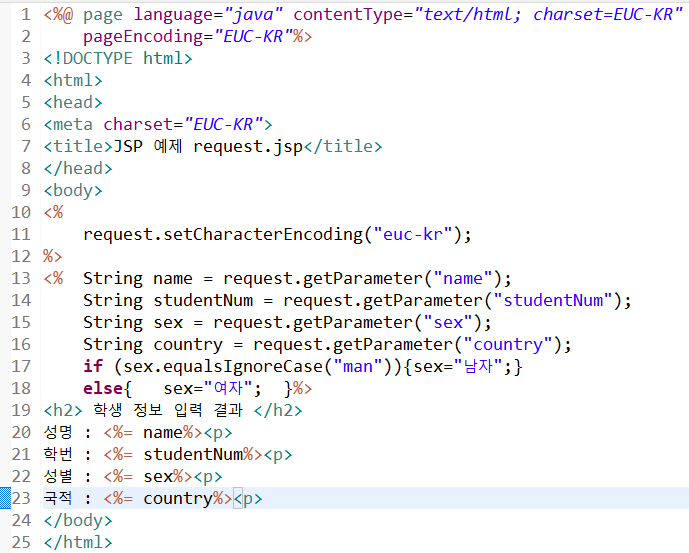 1 <%@ page language="java" contentType="text/html; charset=EUC-KR"
2     pageEncoding="EUC-KR"%>
3 <!DOCTYPE html>
4 <html>
5 <head>
6 <meta charset="EUC-KR">
7 <title>JSP 예제 request.jsp</title>
8 </head>
9 <body>
10 <%
11     request.setCharacterEncoding("euc-kr");
12 %>
13 <%  String name = request.getParameter("name");
14     String studentNum = request.getParameter("studentNum");
15     String sex = request.getParameter("sex");
16     String country = request.getParameter("country");
17     if (sex.equalsIgnoreCase("man")){sex="남자";}
18     else{   sex="여자";  }%>
19 <h2> 학생 정보 입력 결과 </h2>
20 성명 : <%= name%><p>
21 학번 : <%= studentNum%><p>
22 성별 : <%= sex%><p>
23 국적 : <%= country%><p>
24 </body>
25 </html>